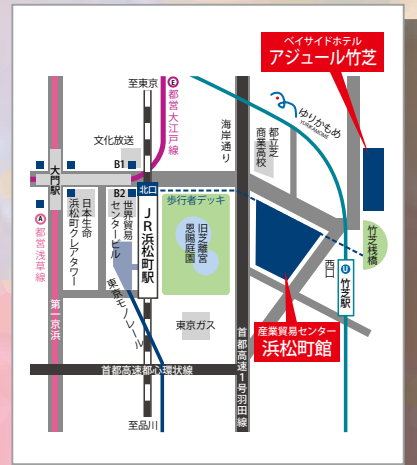 ベイサイドホテル
アジュール竹芝
至東京
E
都営大江戸線
文化放送
海岸通り
都立芝商業高校
ゆりかもめ
YURIKAMOME
大門駅
B1
B2
北口
歩行者デッキ
A
都営浅草線
日本生命
浜松町クレアタワー
世界貿易
センタービル
JR浜松町駅
旧芝離宮
恩賜庭園
竹芝桟橋
西口
U
竹芝駅
第一京浜
東京モノレール
東京ガス
産業貿易センター
浜松町館
首都高速都心環状線
首都高速1号羽田線
至品川